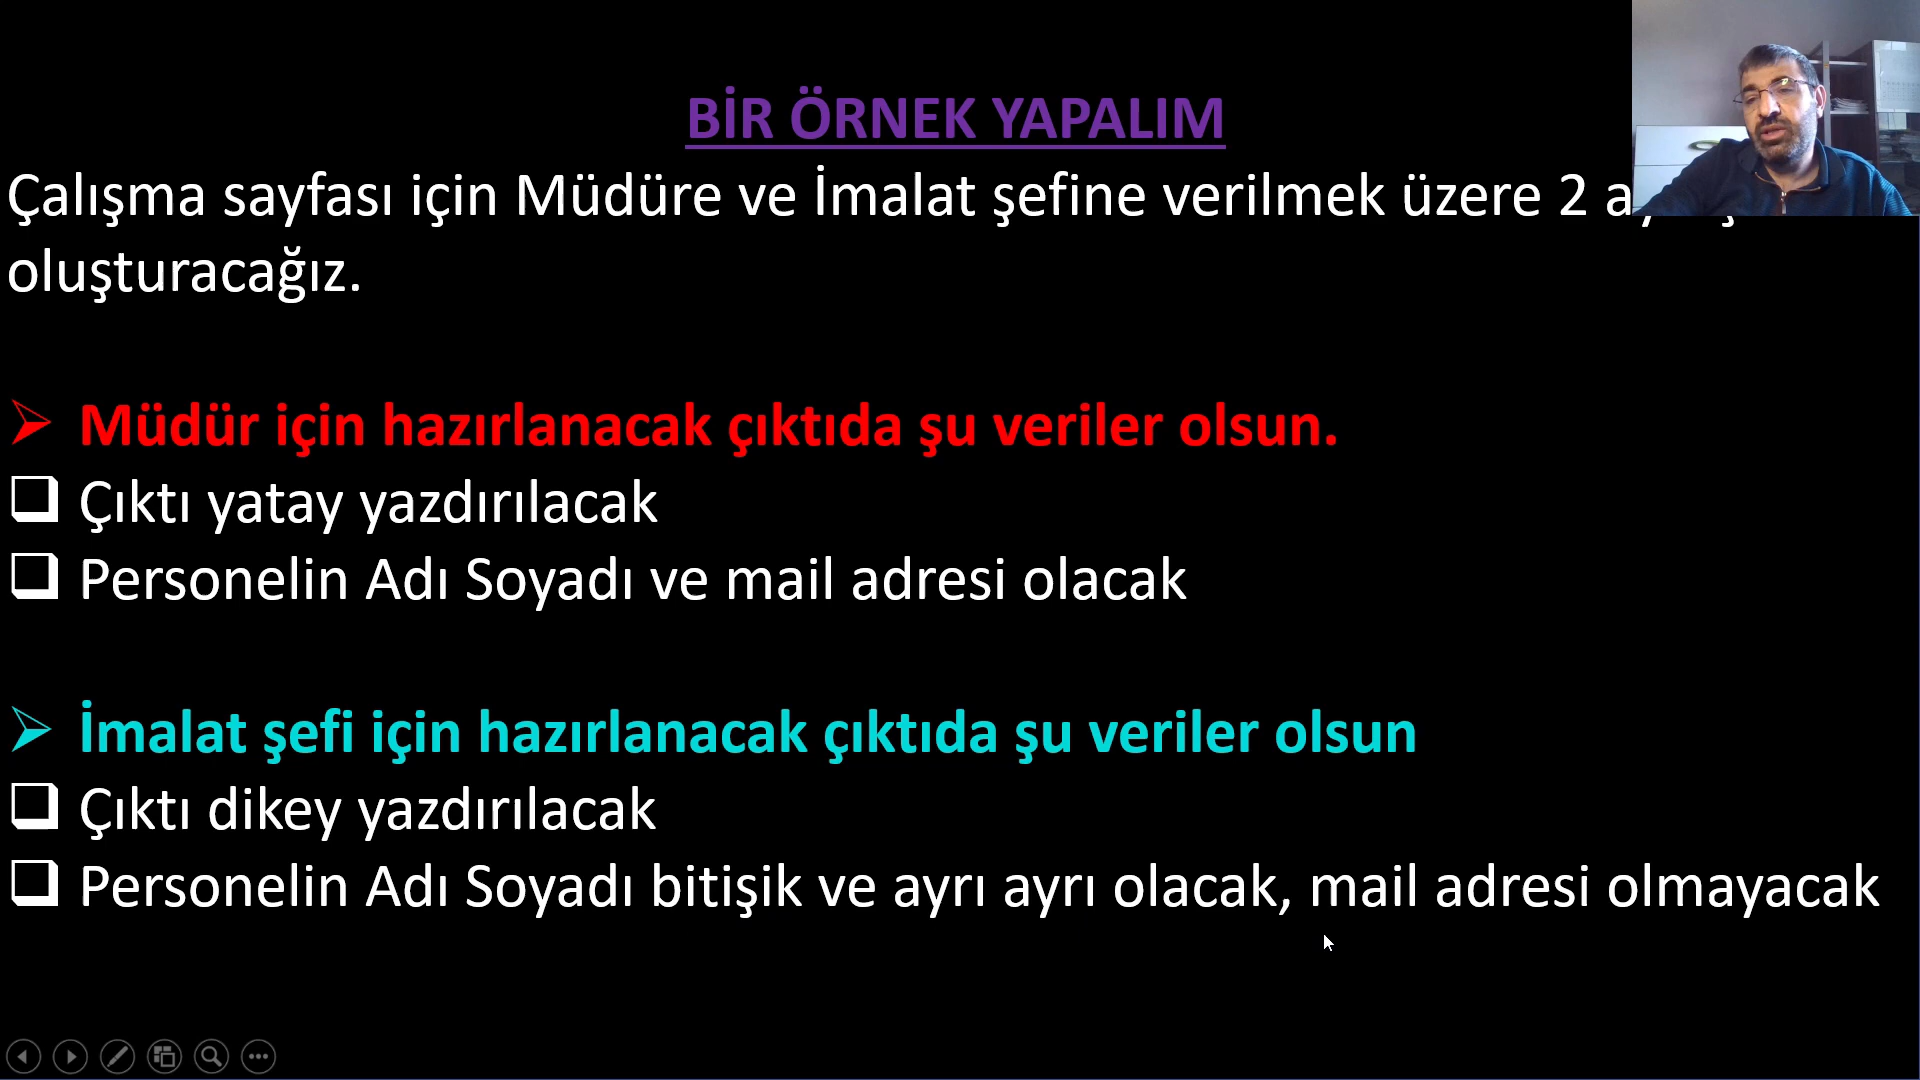 BİR ÖRNEK YAPALIM
Çalışma sayfası için Müdüre ve İmalat şefine verilmek üzere 2
oluşturacağız.
Müdür için hazırlanacak çıktıda şu veriler olsun.
Çıktı yatay yazdırılacak
Personelin Adı Soyadı ve mail adresi olacak
İmalat şefi için hazırlanacak çıktıda şu veriler olsun
Çıktı dikey yazdırılacak
Personelin Adı Soyadı bitişik ve ayrı ayrı olacak, mail adresi olmayacak